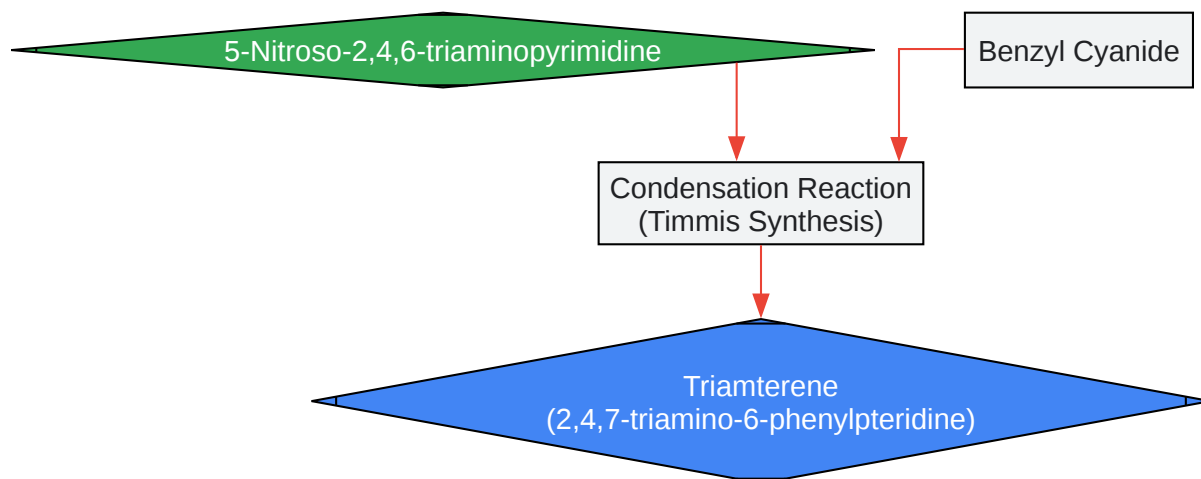 5-Nitroso-2,4,6-triaminopyrimidine
Benzyl Cyanide
Condensation Reaction
(Timmis Synthesis)
Triamterene
(2,4,7-triamino-6-phenylpteridine)